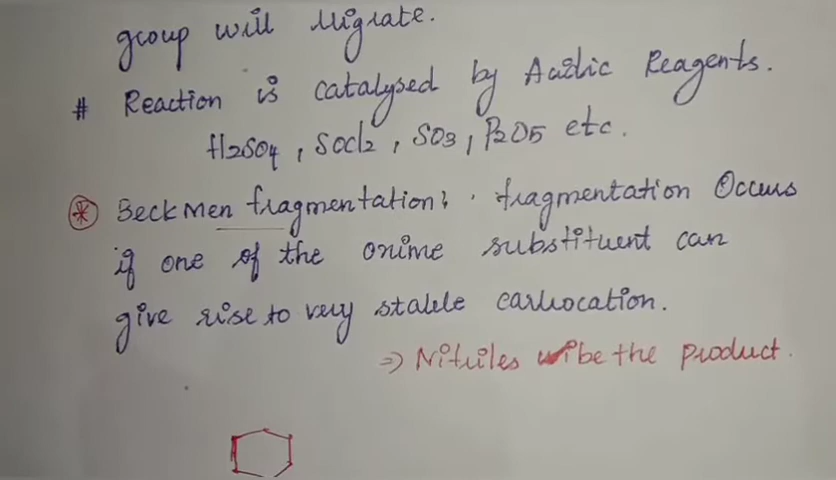 group will Migrate.
# Reaction is catalysed by Acidic Reagents.
H2SO4, SOCl2, SO3, P2O5 etc.
* Beckmen fragmentation: fragmentation Occurs
if one of the oxime substituent can
give rise to very stable carbocation.
=> Nitriles wi be the product.